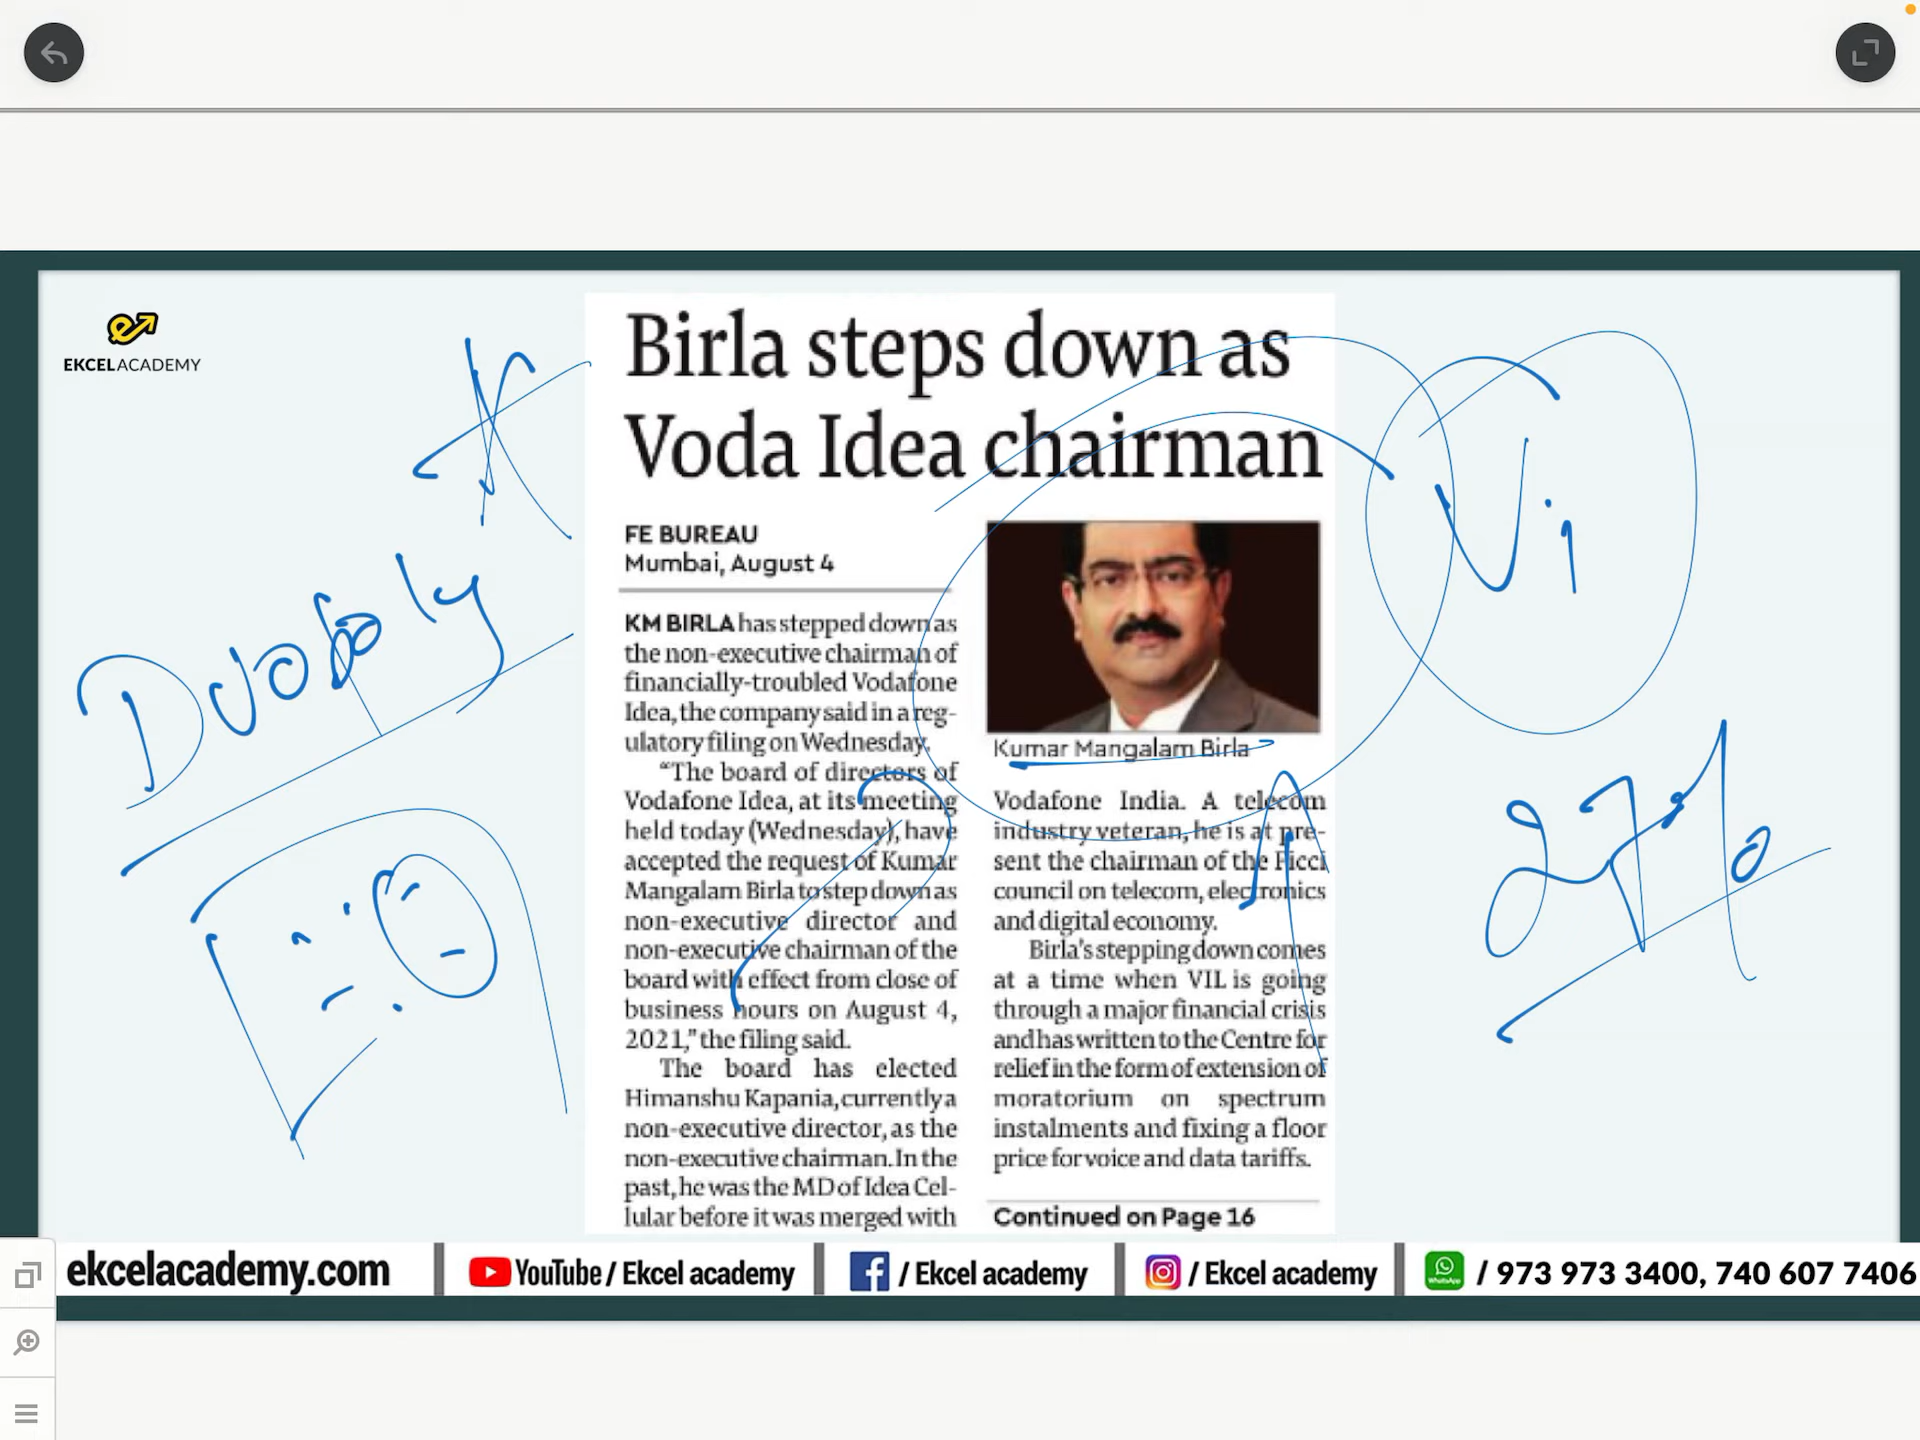 EKCELACADEMY
Birla steps down as
Voda Idea chairman
FE BUREAU
Mumbai, August 4
KM BIRLA has stepped down as
the non-executive chairman of
financially-troubled Vodafone
Idea, the company said in a reg-
ulatory filing on Wednesday.
“The board of directors of
Vodafone Idea, at its meeting
held today (Wednesday), have
accepted the request of Kumar
Mangalam Birla to step down as
non-executive director and
non-executive chairman of the
board with effect from close of
business hours on August 4,
2021,” the filing said.
The board has elected
Himanshu Kapania, currently a
non-executive director, as the
non-executive chairman. In the
past, he was the MD of Idea Cel-
lular before it was merged with
Kumar Mangalam Birla
Vodafone India. A telecom
industry veteran, he is at pre-
sent the chairman of the Ficci
council on telecom, electronics
and digital economy.
Birla's stepping down comes
at a time when VIL is going
through a major financial crisis
and has written to the Centre for
relief in the form of extension of
moratorium on spectrum
instalments and fixing a floor
price for voice and data tariffs.
Continued on Page 16
Duopoly
Vi
27%
ekcelacademy.com
YouTube / Ekcel academy
/ Ekcel academy
/ Ekcel academy
WhatsApp
/ 973 973 3400, 740 607 7406